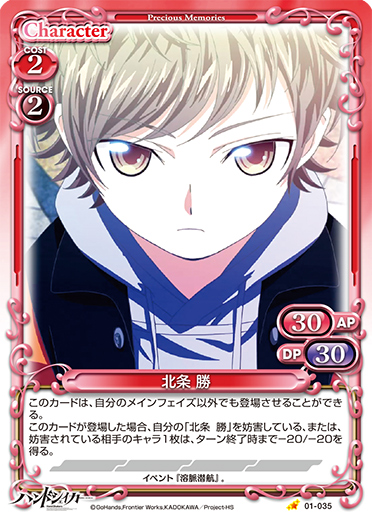 Precious Memories
Character
COST
2
SOURCE
2
30 AP
DP 30
北条 勝
このカードは、自分のメインフェイズ以外でも登場させることができ
る。
このカードが登場した場合、自分の「北条　勝」を妨害している、または、
妨害されている相手のキャラ1枚は、ターン終了時まで−20/−20を
得る。
イベント『溶脈潜航』。
ハンドシェイカー
©GoHands,Frontier Works,KADOKAWA／Project-HS
01-035